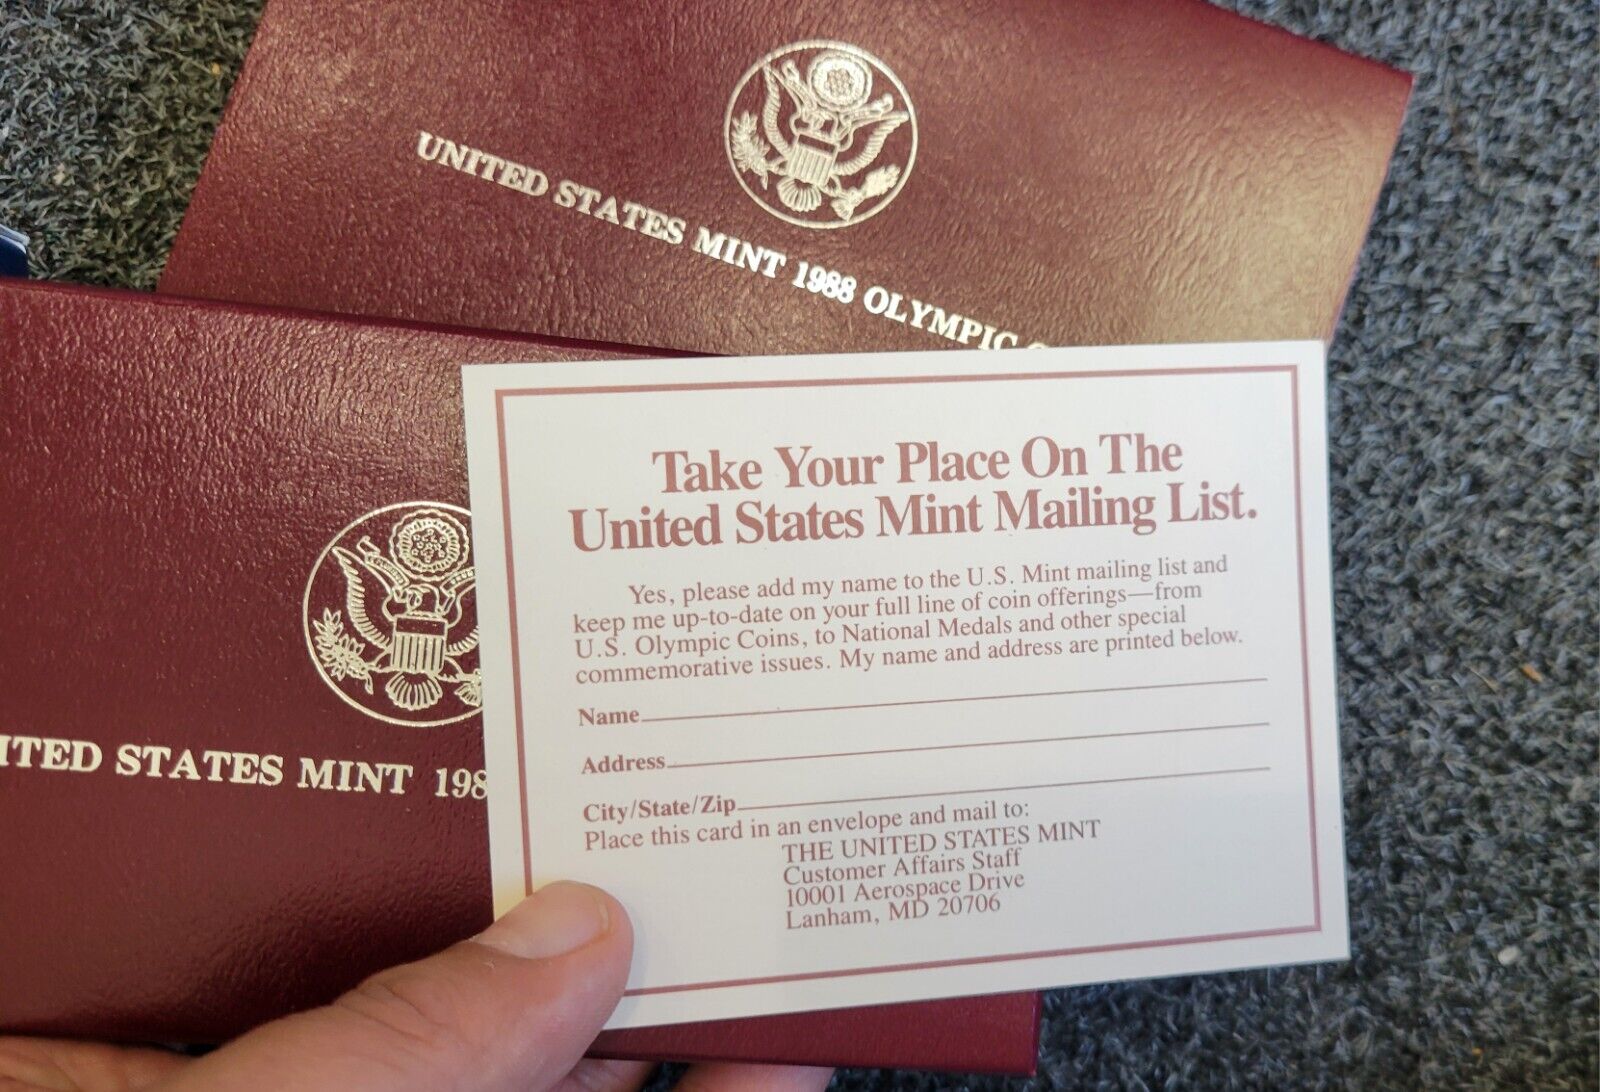 UNITED STATES MINT 1988 OLYMPIC
UNITED STATES MINT 198
Take Your Place On The
United States Mint Mailing List.
Yes, please add my name to the U.S. Mint mailing list and
keep me up-to-date on your full line of coin offerings—from
U.S. Olympic Coins, to National Medals and other special
commemorative issues. My name and address are printed below.
Name
Address
City/State/Zip
Place this card in an envelope and mail to:
THE UNITED STATES MINT
Customer Affairs Staff
10001 Aerospace Drive
Lanham, MD 20706